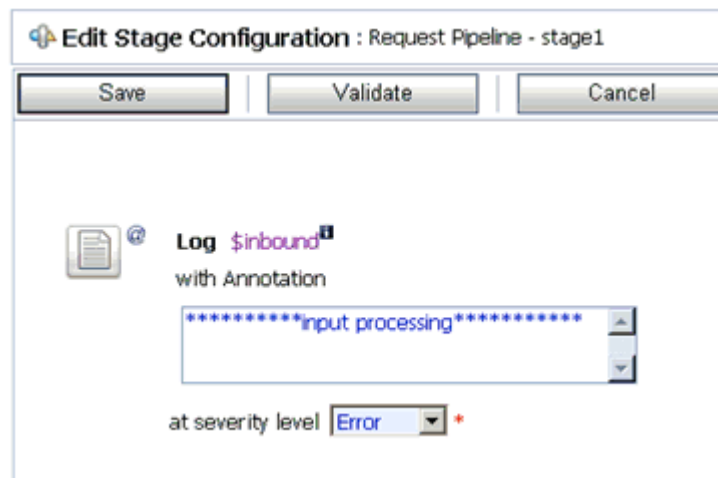 Edit Stage Configuration : Request Pipeline - stage1
Save Validate Cancel
@ Log $inbound
with Annotation
**********input processing***********
at severity level Error *